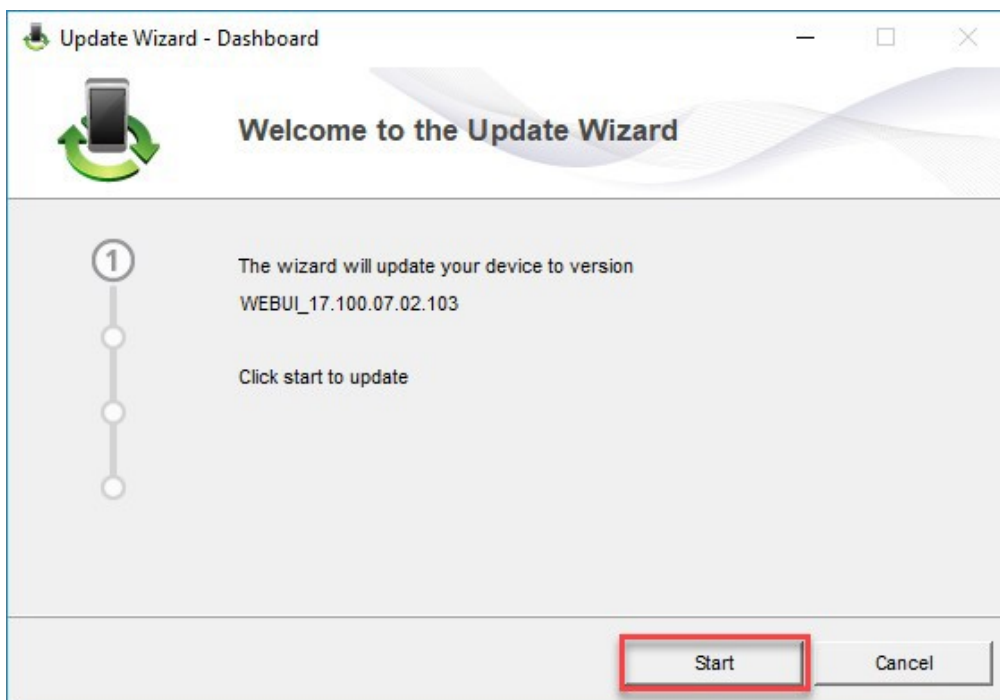 Update Wizard - Dashboard
Welcome to the Update Wizard
1
The wizard will update your device to version
WEBUI_17.100.07.02.103
Click start to update
Start
Cancel